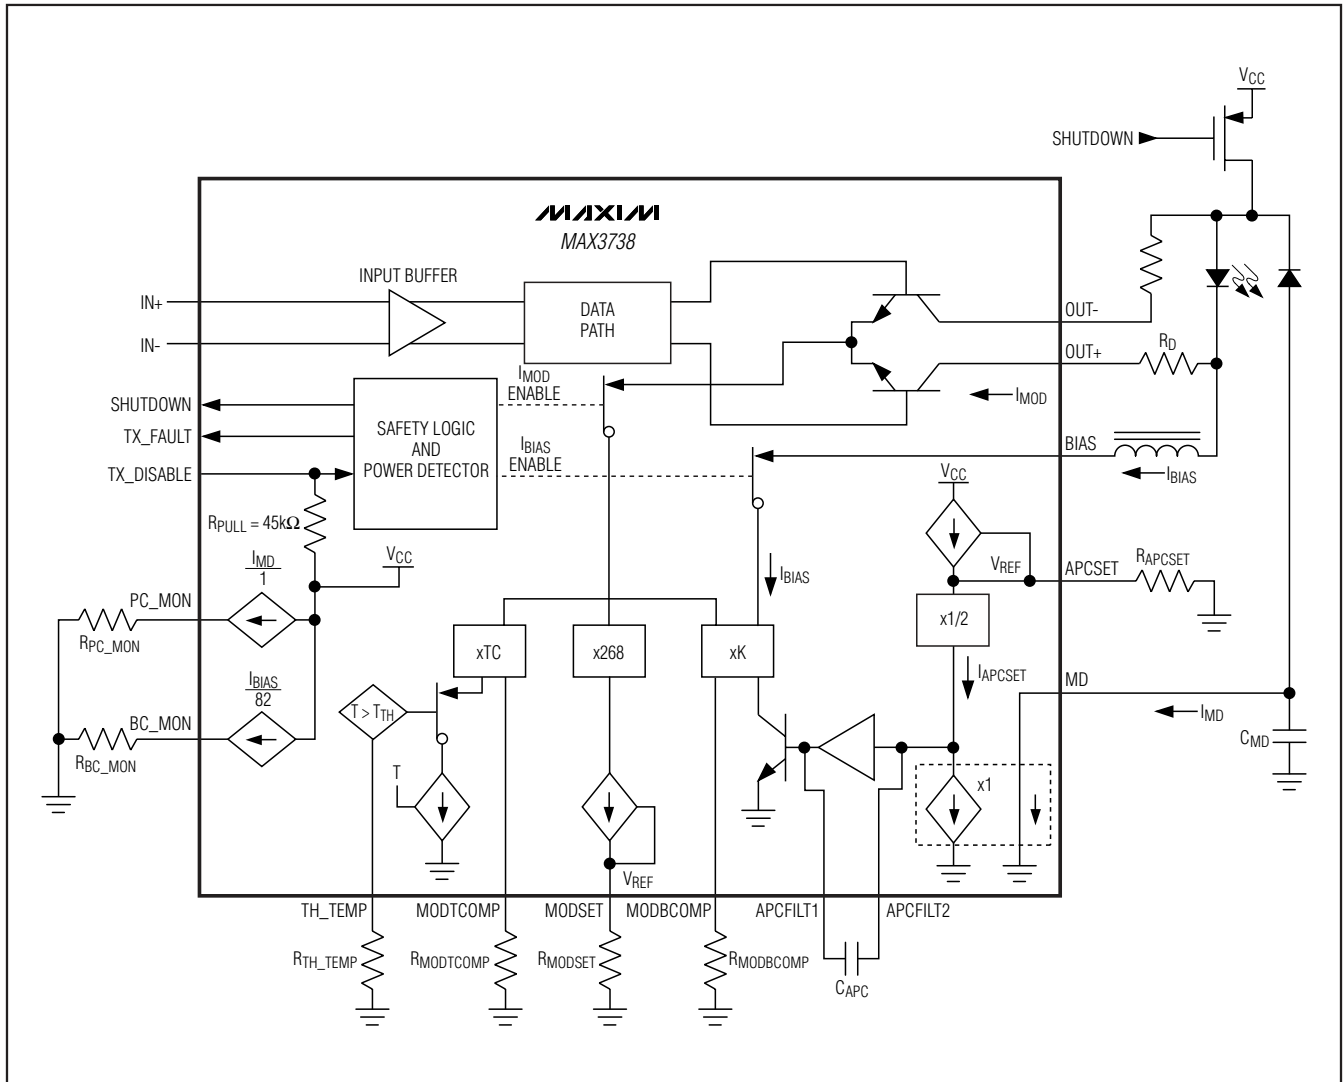 VCC
SHUTDOWN
MAXIM
MAX3738
INPUT BUFFER
IN+
IN-
DATA
PATH
OUT-
OUT+
RD
IMOD
IMOD
ENABLE
SHUTDOWN
TX_FAULT
TX_DISABLE
SAFETY LOGIC
AND
POWER DETECTOR
IBIAS
ENABLE
BIAS
IBIAS
VCC
RPULL = 45kΩ
VCC
IBIAS
VREF
APCSET
RAPCSET
IMD
1
PC_MON
RPC_MON
xTC
x268
xK
x1/2
IAPCSET
MD
IMD
CMD
IBIAS
82
BC_MON
RBC_MON
T > TTH
T
x1
VREF
TH_TEMP
MODTCOMP
MODSET
MODBCOMP
APCFILT1
APCFILT2
RTH_TEMP
RMODTCOMP
RMODSET
RMODBCOMP
CAPC